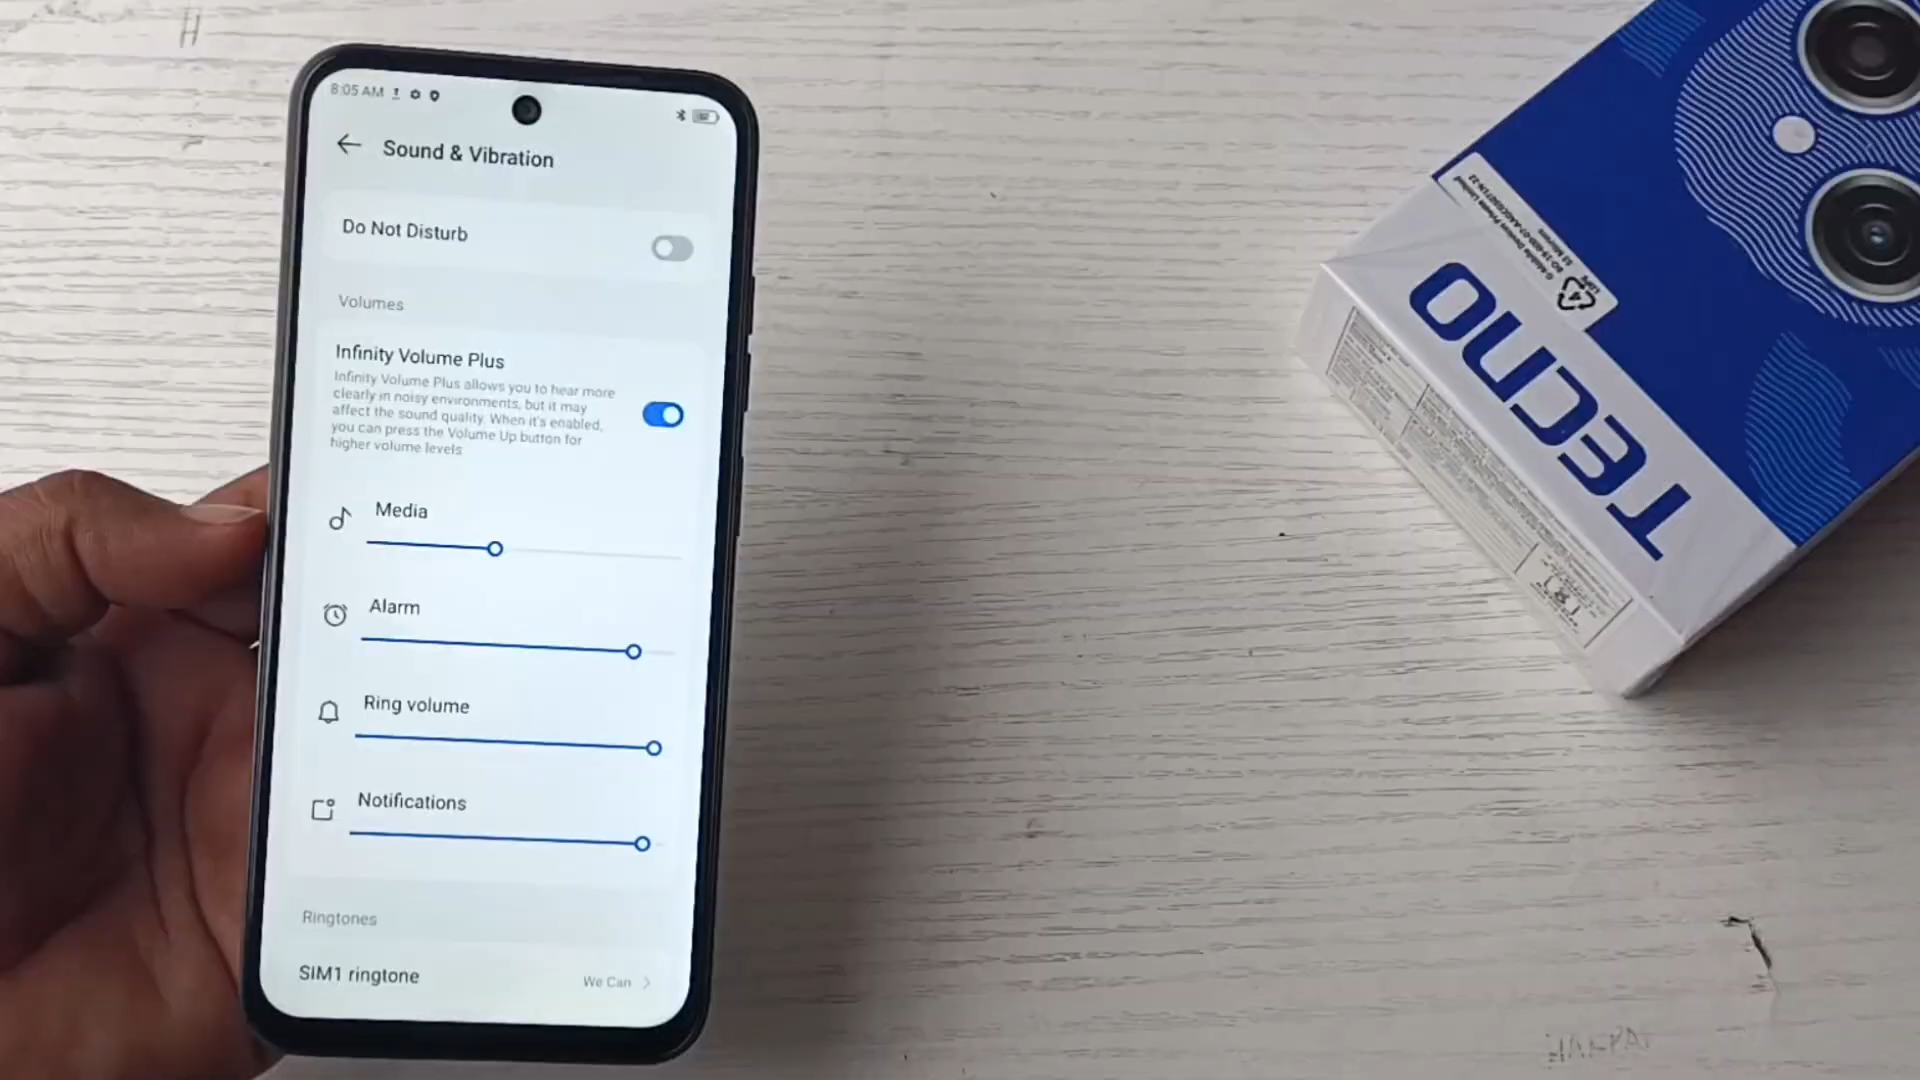 8:05 AM
Sound & Vibration
Do Not Disturb
Volumes
Infinity Volume Plus
Infinity Volume Plus allows you to hear more
clearly in noisy environments, but it may
affect the sound quality. When it's enabled,
you can press the Volume Up button for
higher volume levels
Media
Alarm
Ring volume
Notifications
Ringtones
SIM1 ringtone
We Can
TECNO